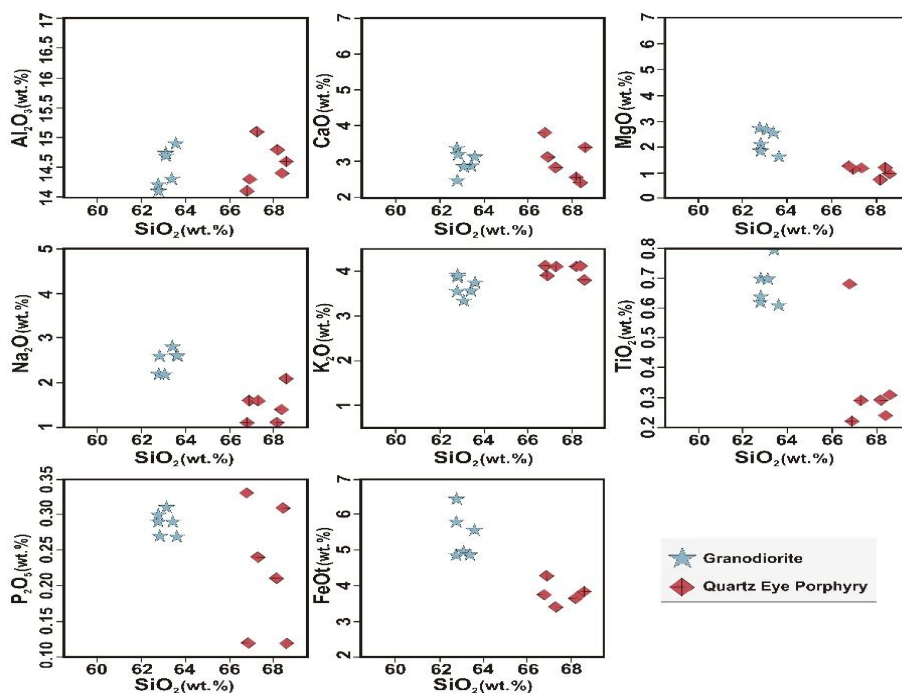 Al₂O₃(wt.%)
17
16.5
16
15.5
15
14.5
14
60 62 64 66 68
SiO₂(wt.%)
CaO(wt.%)
7
6
5
4
3
2
60 62 64 66 68
SiO₂(wt.%)
MgO(wt.%)
7
6
5
4
3
2
1
0
60 62 64 66 68
SiO₂(wt.%)
Na₂O(wt.%)
5
4
3
2
1
60 62 64 66 68
SiO₂(wt.%)
K₂O(wt.%)
4
3
2
1
60 62 64 66 68
SiO₂(wt.%)
TiO₂(wt.%)
0.8
0.7
0.6
0.5
0.4
0.3
0.2
60 62 64 66 68
SiO₂(wt.%)
P₂O₅(wt.%)
0.35
0.30
0.25
0.20
0.15
0.10
60 62 64 66 68
SiO₂(wt.%)
FeOt(wt.%)
7
6
5
4
3
2
60 62 64 66 68
SiO₂(wt.%)
Granodiorite
Quartz Eye Porphyry